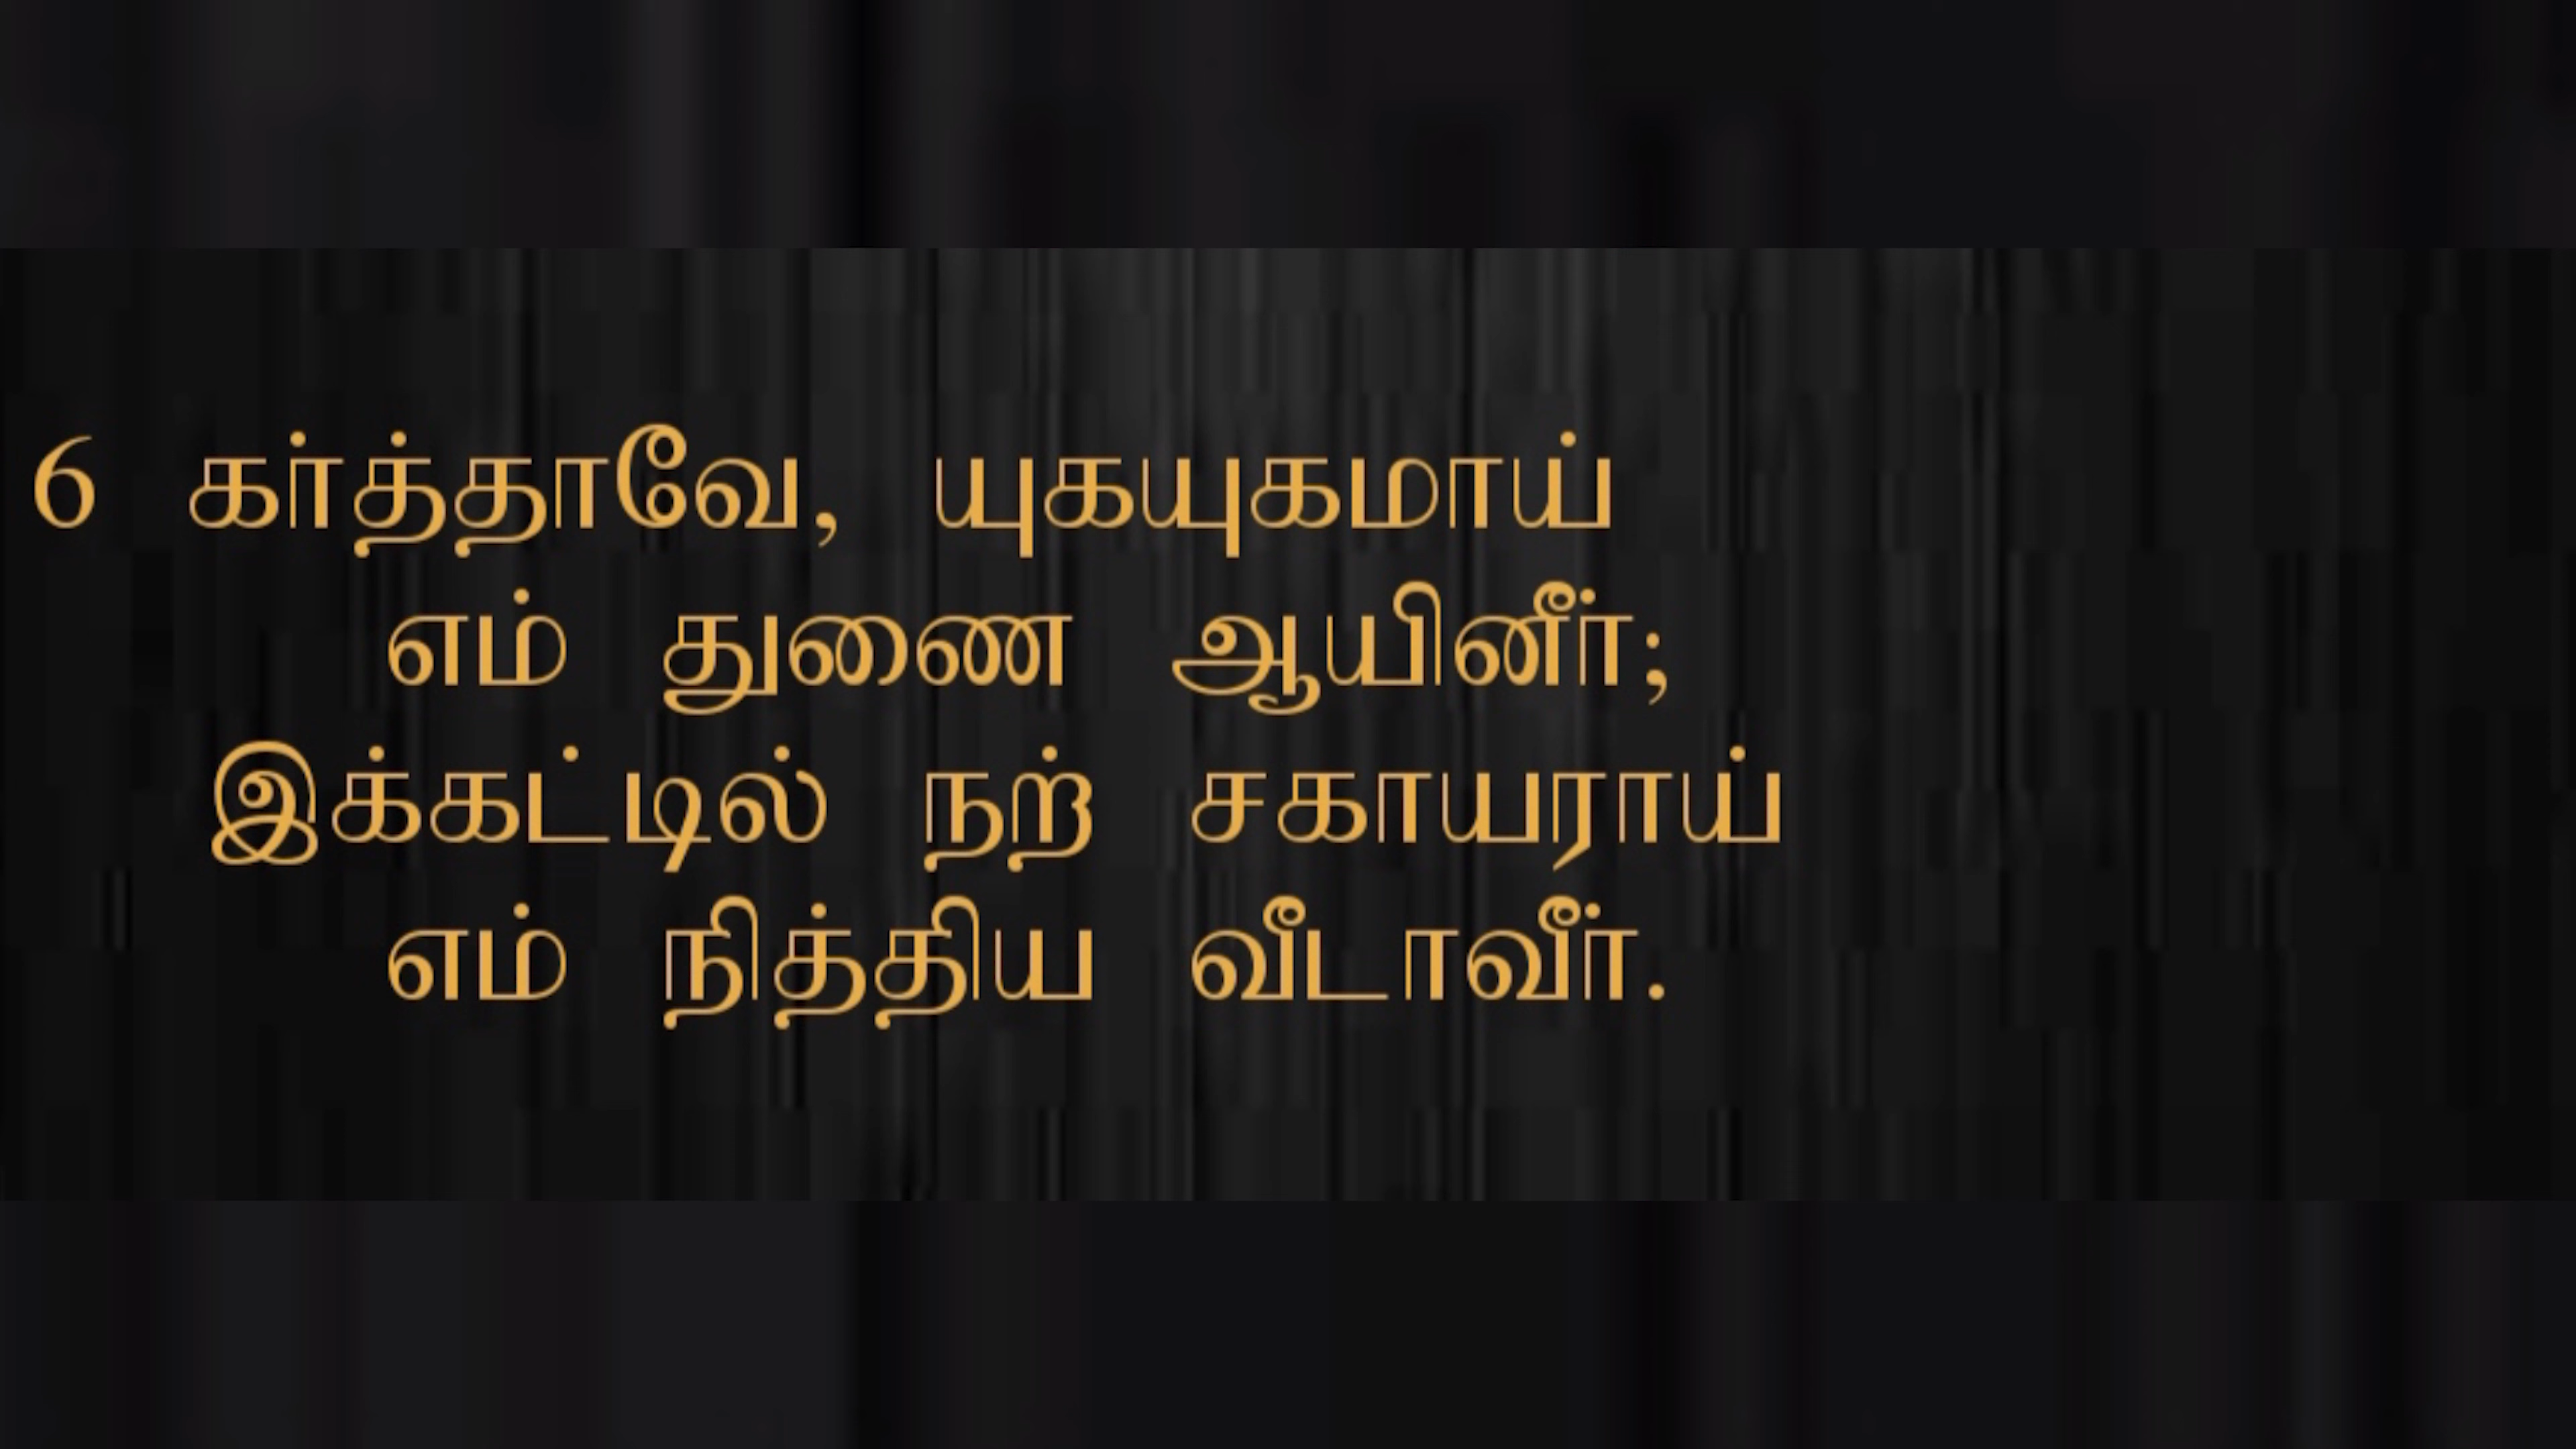 6 கர்த்தாவே, யுகயுகமாய்
எம் துணை ஆயினீர்;
இக்கட்டில் நற் சகாயராய்
எம் நித்திய வீடாவீர்.